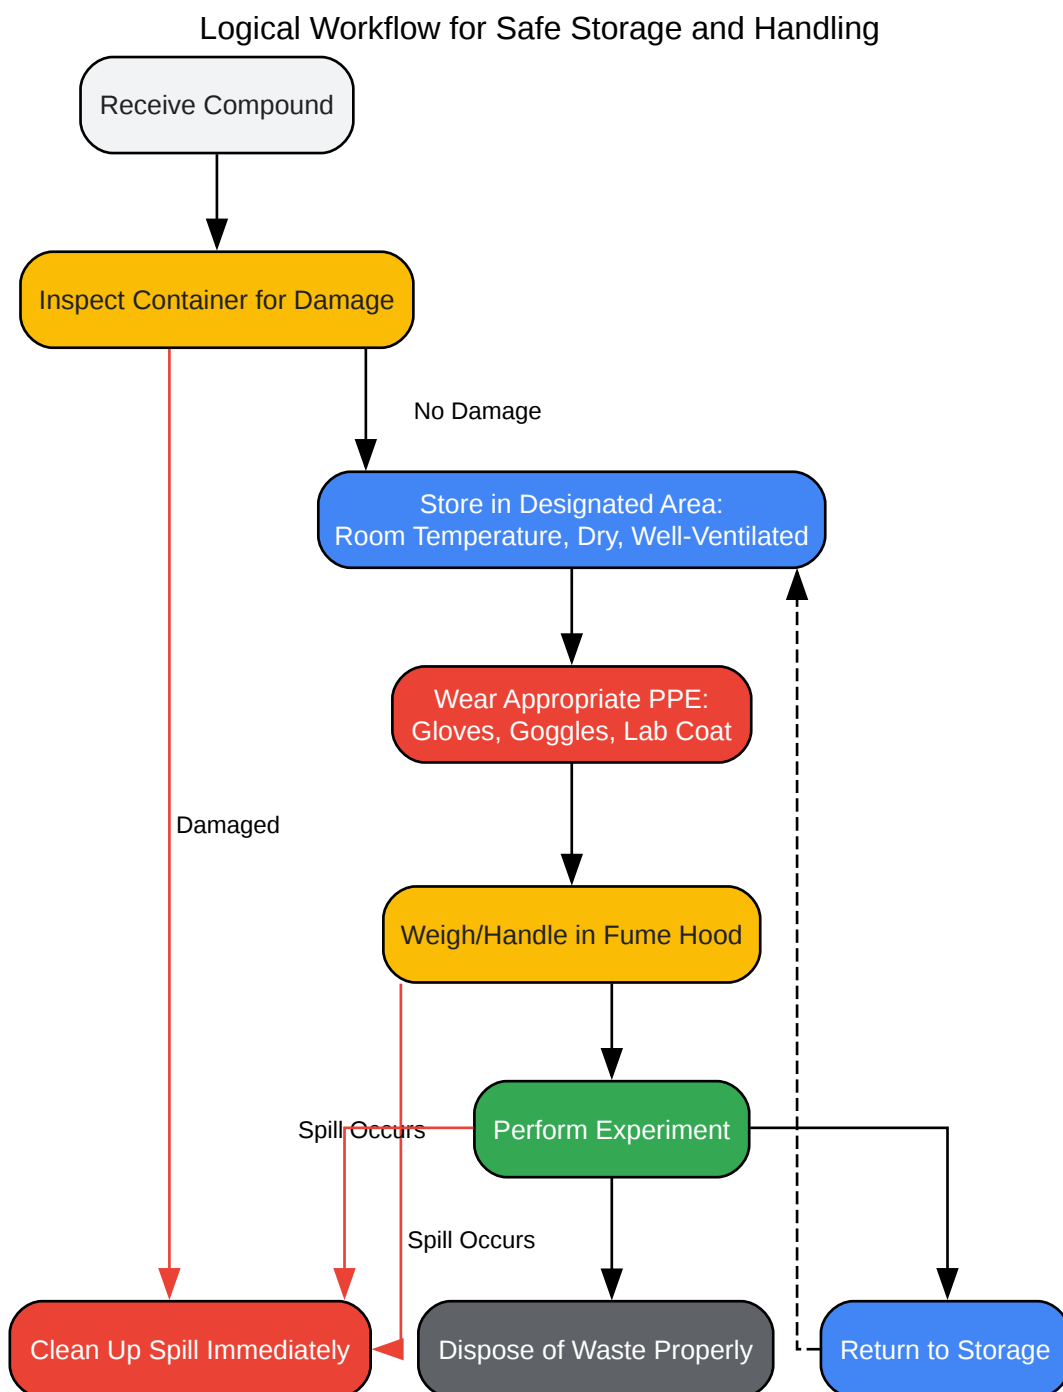 Logical Workflow for Safe Storage and Handling
Receive Compound
Inspect Container for Damage
No Damage
Store in Designated Area:
Room Temperature, Dry, Well-Ventilated
Wear Appropriate PPE:
Gloves, Goggles, Lab Coat
Damaged
Weigh/Handle in Fume Hood
Spill Occurs
Perform Experiment
Spill Occurs
Clean Up Spill Immediately
Dispose of Waste Properly
Return to Storage